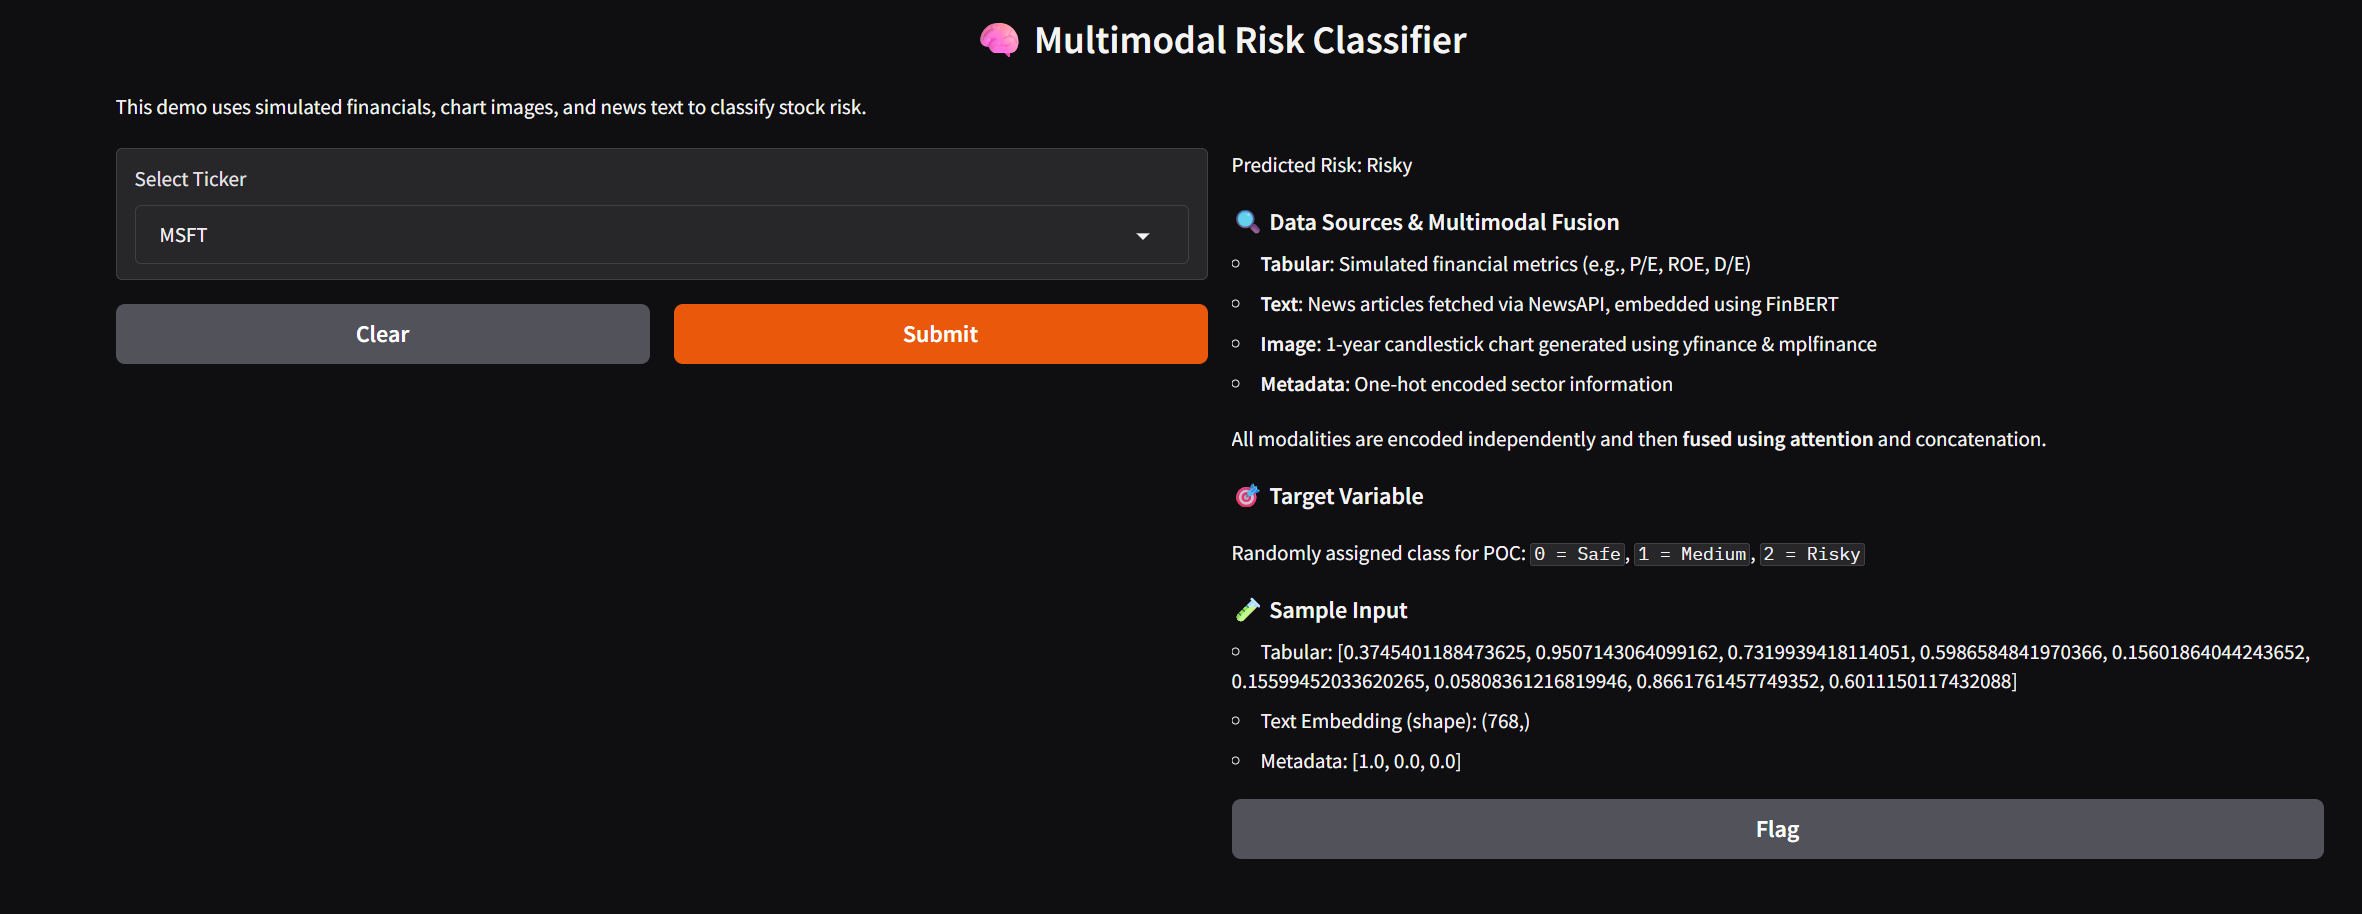 🧠 Multimodal Risk Classifier
This demo uses simulated financials, chart images, and news text to classify stock risk.
Select Ticker
MSFT
Clear
Submit
Predicted Risk: Risky
🔍 Data Sources & Multimodal Fusion
Tabular: Simulated financial metrics (e.g., P/E, ROE, D/E)
Text: News articles fetched via NewsAPI, embedded using FinBERT
Image: 1-year candlestick chart generated using yfinance & mplfinance
Metadata: One-hot encoded sector information
All modalities are encoded independently and then fused using attention and concatenation.
🎯 Target Variable
Randomly assigned class for POC: 0 = Safe, 1 = Medium, 2 = Risky
🧪 Sample Input
Tabular: [0.3745401188473625, 0.9507143064099162, 0.7319939418114051, 0.5986584841970366, 0.15601864044243652,
0.15599452033620265, 0.05808361216819946, 0.8661761457749352, 0.6011150117432088]
Text Embedding (shape): (768,)
Metadata: [1.0, 0.0, 0.0]
Flag